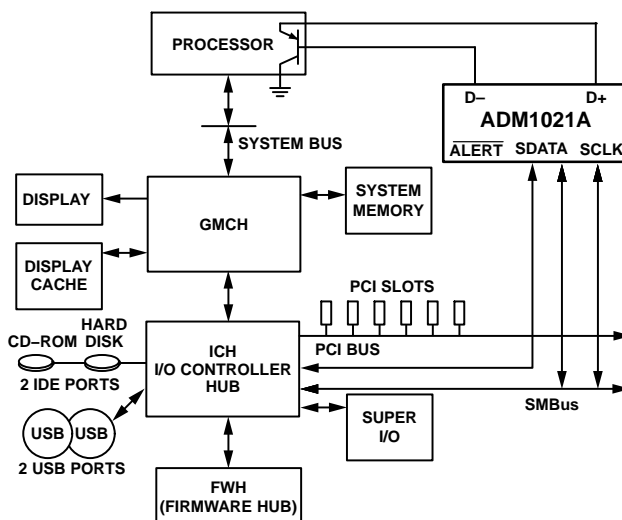 PROCESSOR
D– D+
ADM1021A
ALERT SDATA SCLK
SYSTEM BUS
DISPLAY
GMCH
SYSTEM
MEMORY
DISPLAY
CACHE
PCI SLOTS
HARD
DISK
CD–ROM
ICH
I/O CONTROLLER
HUB
PCI BUS
2 IDE PORTS
SMBus
USB USB
SUPER
I/O
2 USB PORTS
FWH
(FIRMWARE HUB)